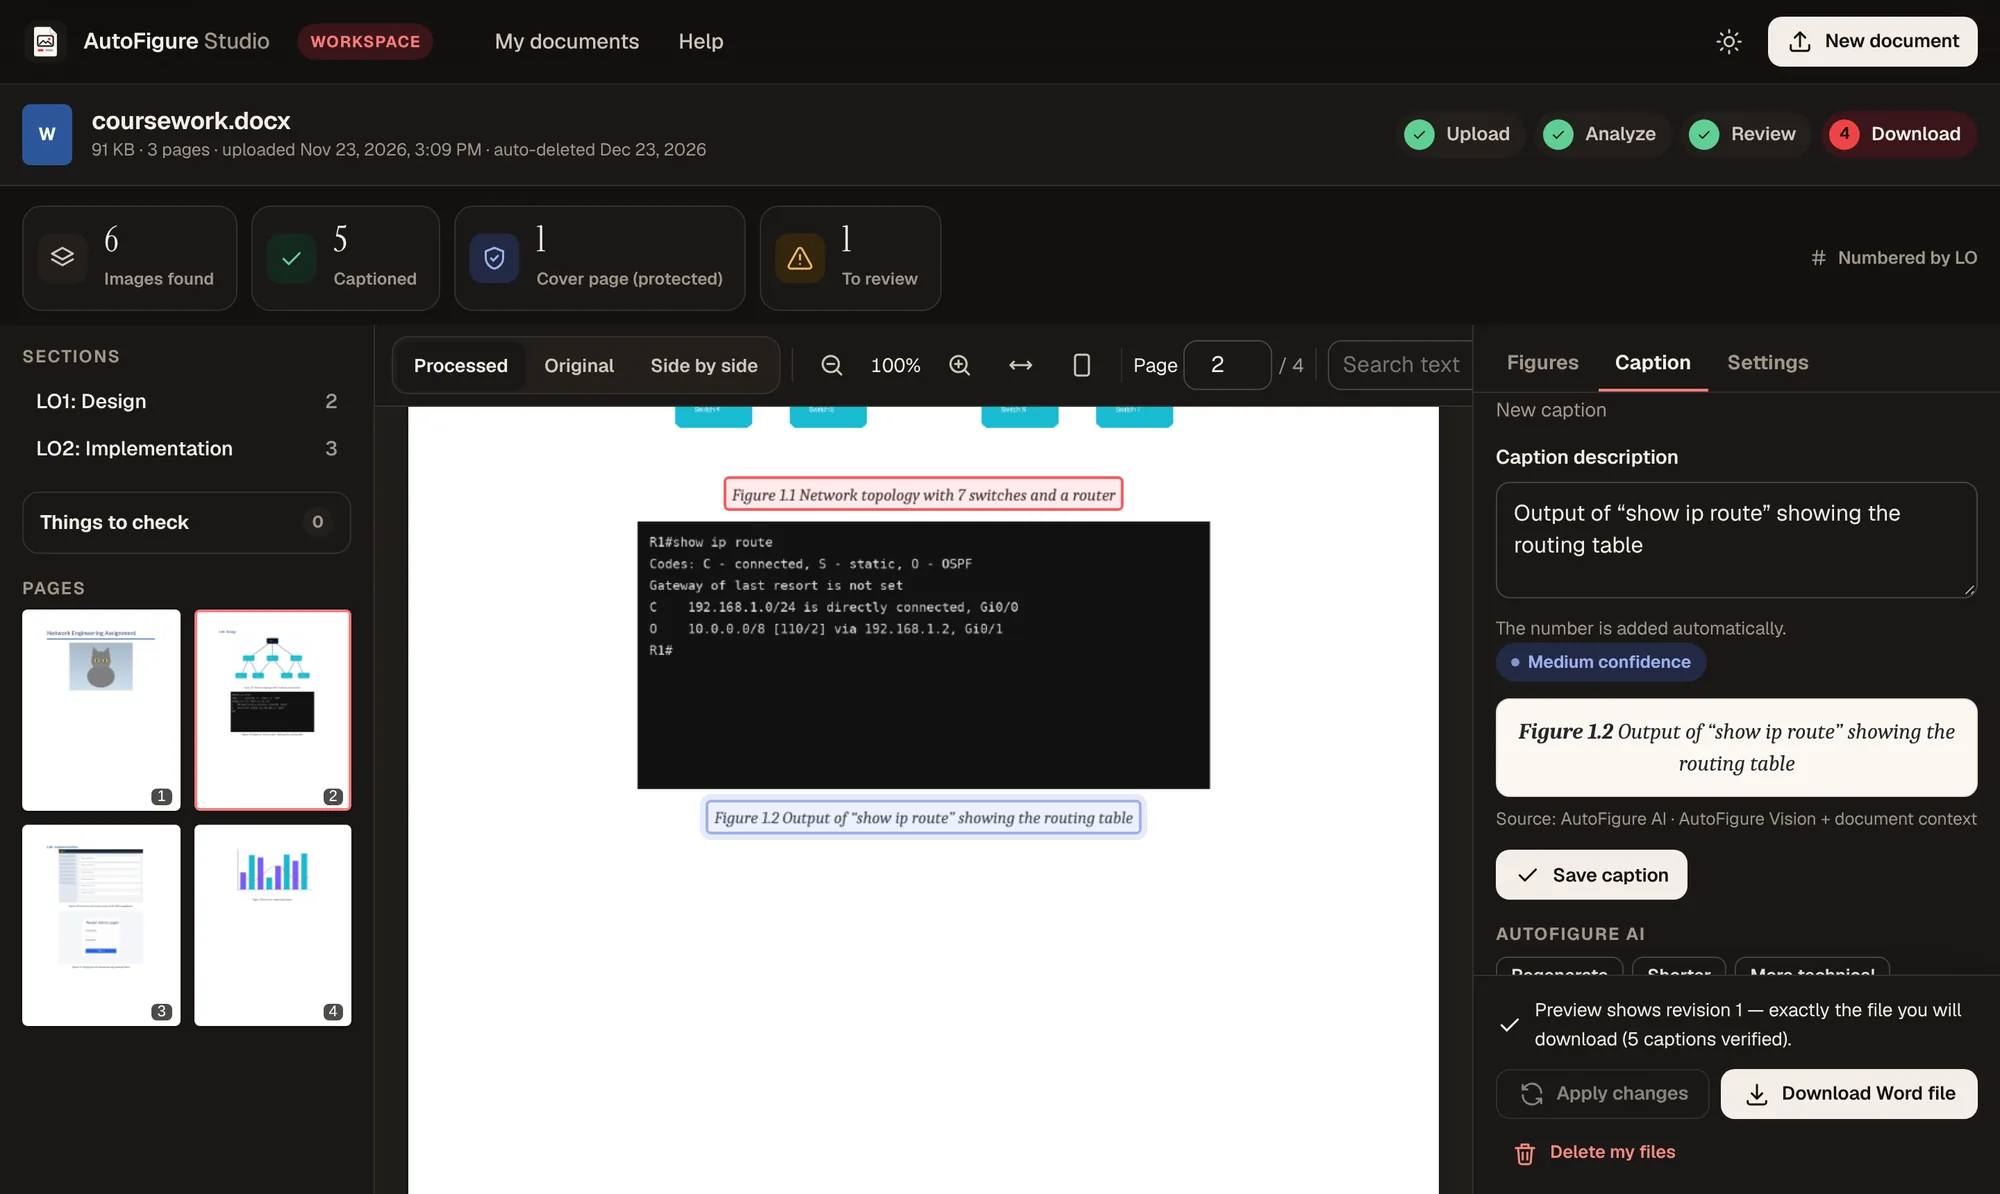 AutoFigure Studio WORKSPACE My documents Help New document
W coursework.docx
91 KB · 3 pages · uploaded Nov 23, 2026, 3:09 PM · auto-deleted Dec 23, 2026
Upload Analyze Review 4 Download
6 Images found
5 Captioned
1 Cover page (protected)
1 To review
# Numbered by LO
SECTIONS
LO1: Design 2
LO2: Implementation 3
Things to check 0
PAGES
Network Engineering Assignment
1
2
3
4
Processed Original Side by side 100% Page 2 / 4 Search text
Figure 1.1 Network topology with 7 switches and a router
R1#show ip route
Codes: C - connected, S - static, O - OSPF
Gateway of last resort is not set
C 192.168.1.0/24 is directly connected, Gi0/0
O 10.0.0.0/8 [110/2] via 192.168.1.2, Gi0/1
R1#
Figure 1.2 Output of “show ip route” showing the routing table
Figures Caption Settings
New caption
Caption description
Output of “show ip route” showing the
routing table
The number is added automatically.
Medium confidence
Figure 1.2 Output of “show ip route” showing the
routing table
Source: AutoFigure AI · AutoFigure Vision + document context
Save caption
AUTOFIGURE AI
Regenerate Shorter More technical
Preview shows revision 1 — exactly the file you will
download (5 captions verified).
Apply changes Download Word file
Delete my files